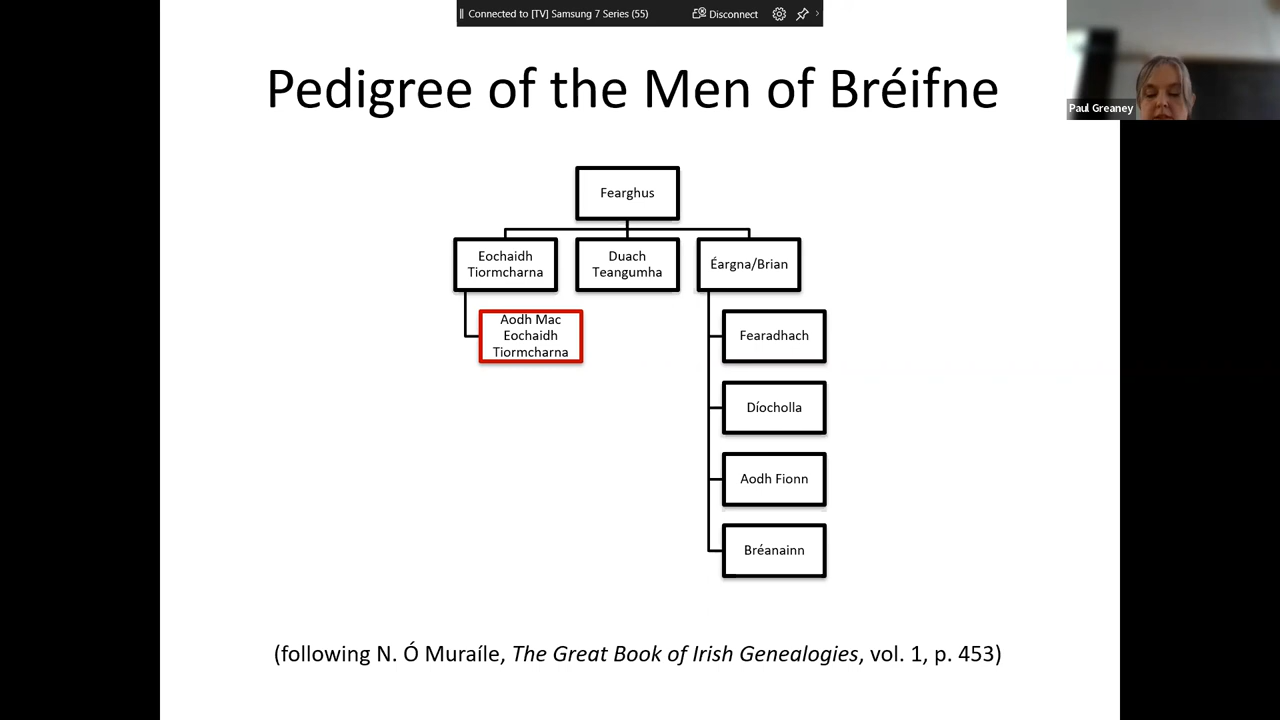 Connected to [TV] Samsung 7 Series (55)
Disconnect
Pedigree of the Men of Bréifne
Paul Greaney
Fearghus
Eochaidh
Tiormcharna
Duach
Teangumha
Éargna/Brian
Aodh Mac
Eochaidh
Tiormcharna
Fearadhach
Díocholla
Aodh Fionn
Bréanainn
(following N. Ó Muraíle, The Great Book of Irish Genealogies, vol. 1, p. 453)